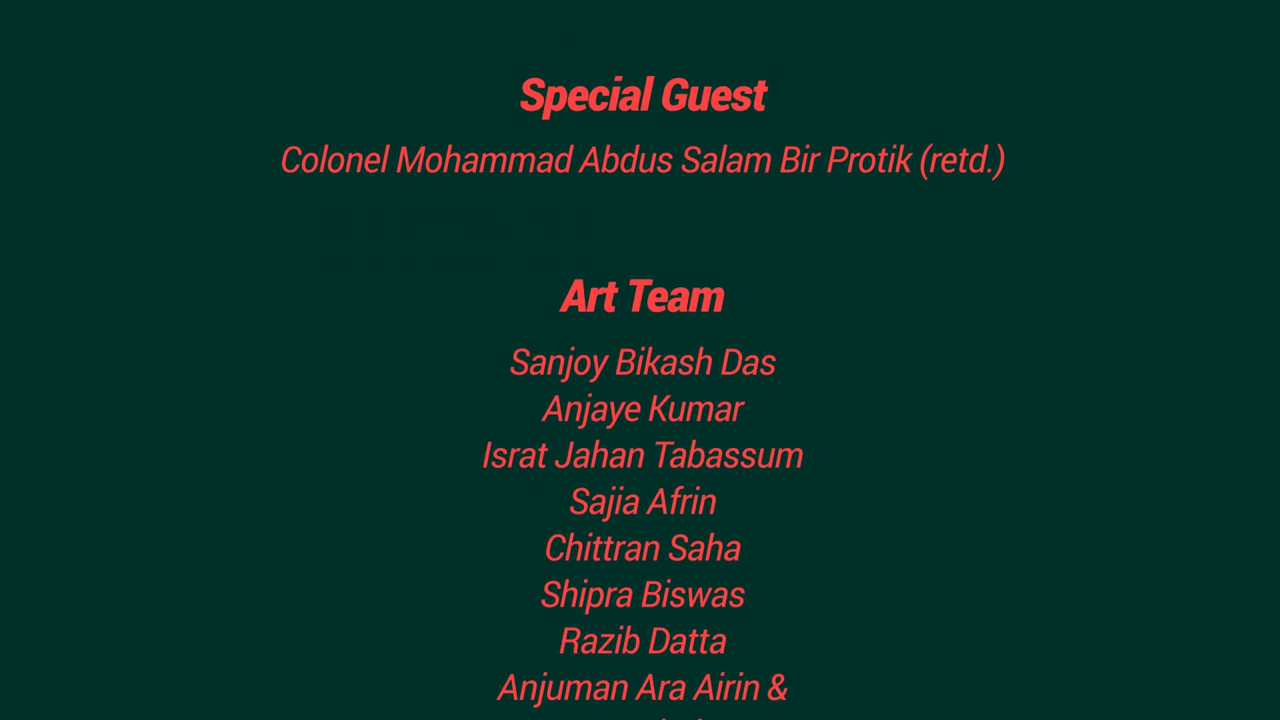 Special Guest
Colonel Mohammad Abdus Salam Bir Protik (retd.)
Art Team
Sanjoy Bikash Das
Anjaye Kumar
Israt Jahan Tabassum
Sajia Afrin
Chittran Saha
Shipra Biswas
Razib Datta
Anjuman Ara Airin &